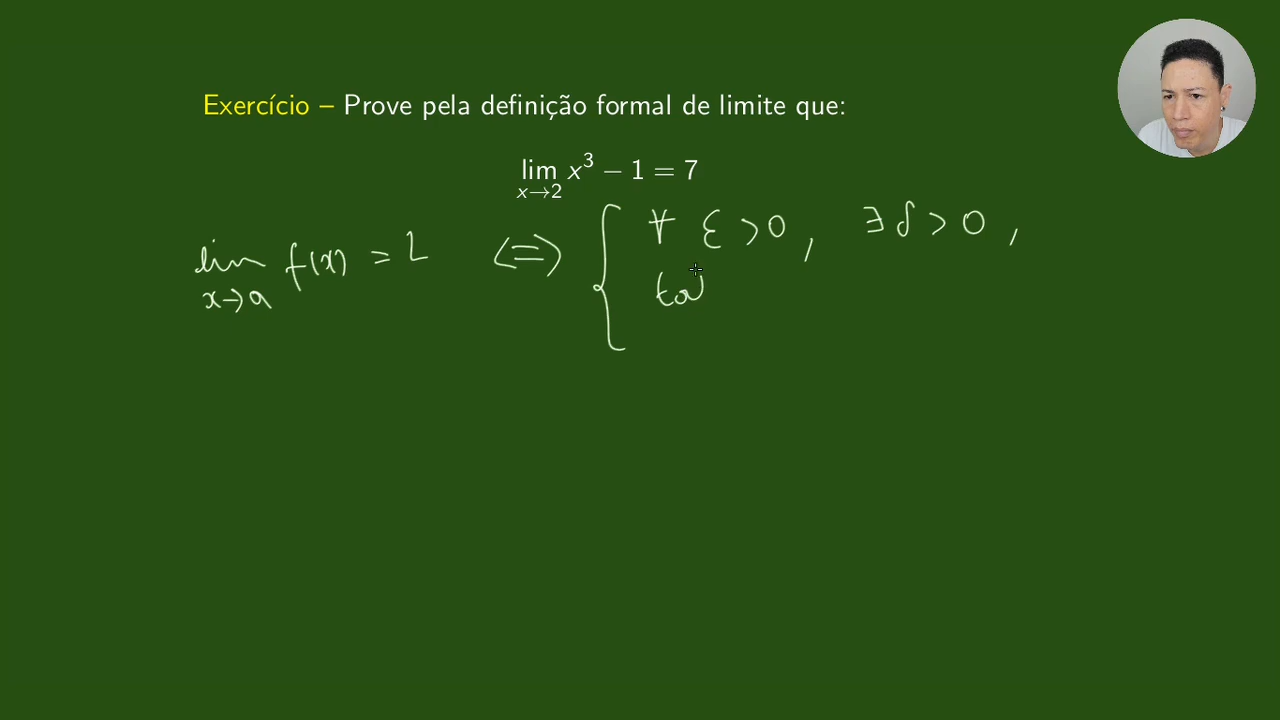 Exercício – Prove pela definição formal de limite que:
lim x→2 x³ − 1 = 7
lim x→a f(x) = L ⇔ { ∀ ε > 0, ∃ δ > 0,
tal